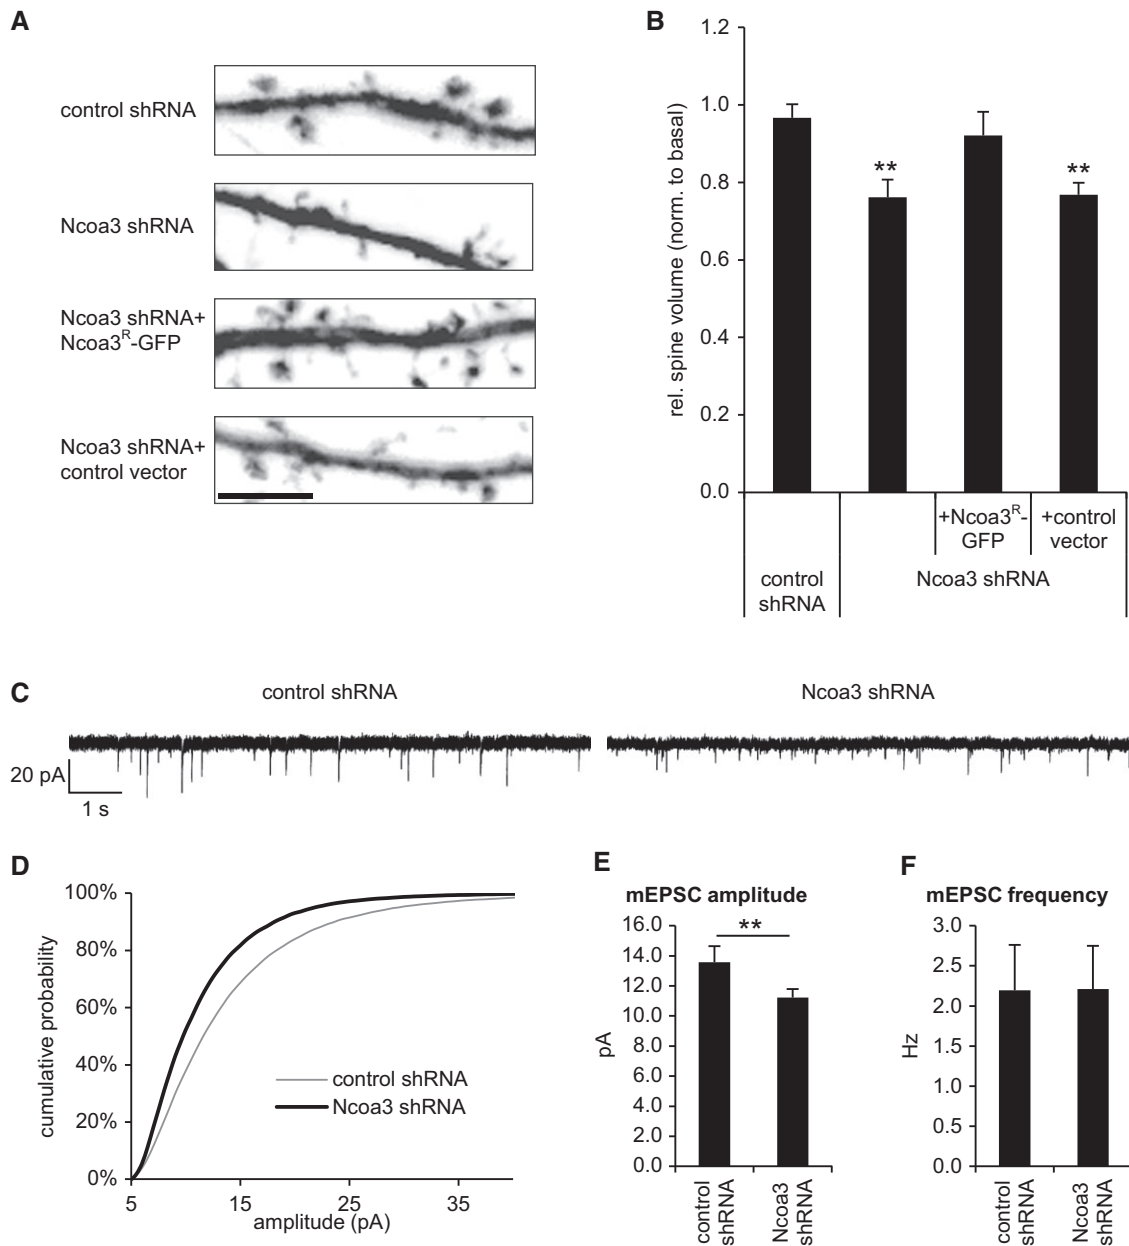 A
control shRNA
Ncoa3 shRNA
Ncoa3 shRNA+
Ncoa3R-GFP
Ncoa3 shRNA+
control vector
B
rel. spine volume (norm. to basal)
1.2
1.0
0.8
0.6
0.4
0.2
0.0
**
**
+Ncoa3R-
GFP
+control
vector
control
shRNA
Ncoa3 shRNA
C
control shRNA
Ncoa3 shRNA
20 pA
1 s
D
cumulative probability
100%
80%
60%
40%
20%
0%
5
15
25
35
amplitude (pA)
control shRNA
Ncoa3 shRNA
E
mEPSC amplitude
pA
16.0
14.0
12.0
10.0
8.0
6.0
4.0
2.0
0.0
**
control
shRNA
Ncoa3
shRNA
F
mEPSC frequency
Hz
3.0
2.5
2.0
1.5
1.0
0.5
0.0
control
shRNA
Ncoa3
shRNA